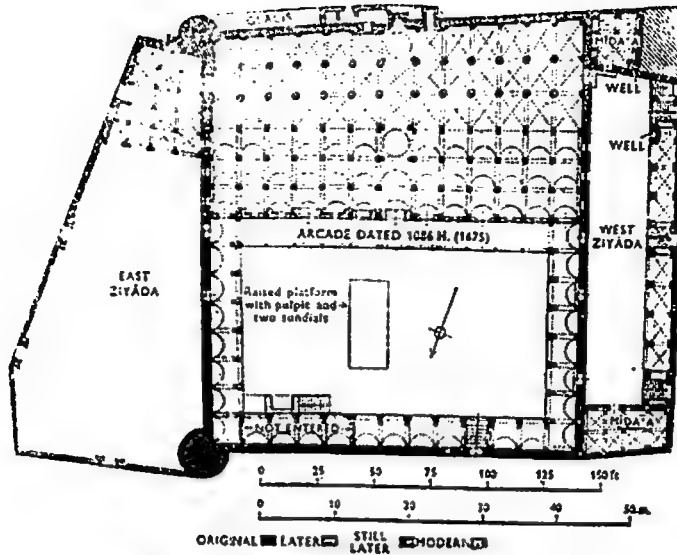 GLACIS
MIDA'A
WELL
WELL
ARCADE DATED 1086 H. (1675)
WEST
ZIYĀDA
EAST
ZIYĀDA
Raised platform
with pulpit and
two sundials
NOT ENTERED
MIDA'A
0 25 50 75 100 125 150 ft
0 10 20 30 40 50 m.
ORIGINAL LATER STILL LATER MODERN